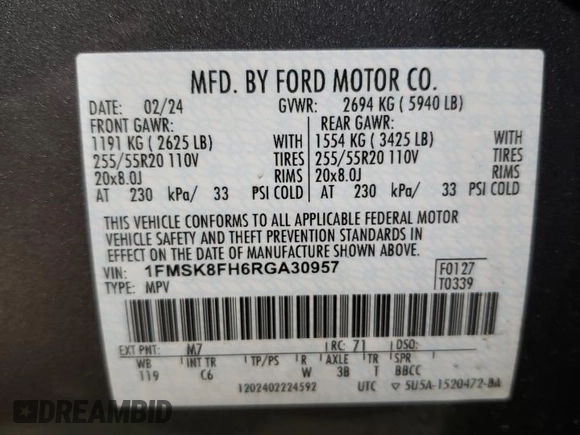 MFD. BY FORD MOTOR CO.
DATE: 02/24 GVWR: 2694 KG ( 5940 LB)
FRONT GAWR: REAR GAWR:
1191 KG ( 2625 LB) WITH 1554 KG ( 3425 LB) WITH
255/55R20 110V TIRES 255/55R20 110V TIRES
20x8.0J RIMS 20x8.0J RIMS
AT 230 kPa/ 33 PSI COLD AT 230 kPa/ 33 PSI COLD
THIS VEHICLE CONFORMS TO ALL APPLICABLE FEDERAL MOTOR
VEHICLE SAFETY AND THEFT PREVENTION STANDARDS IN
EFFECT ON THE DATE OF MANUFACTURE SHOWN ABOVE.
VIN: 1FMSK8FH6RGA30957 F0127
TYPE: MPV T0339
EXT PNT: M7 RC: 71 DSO:
WB INT TR TP/PS R AXLE TR SPR
119 C6 W 3B T BBCC
1202402224592 UTC ▽ 5U5A-1520472-BA
DREAMBID